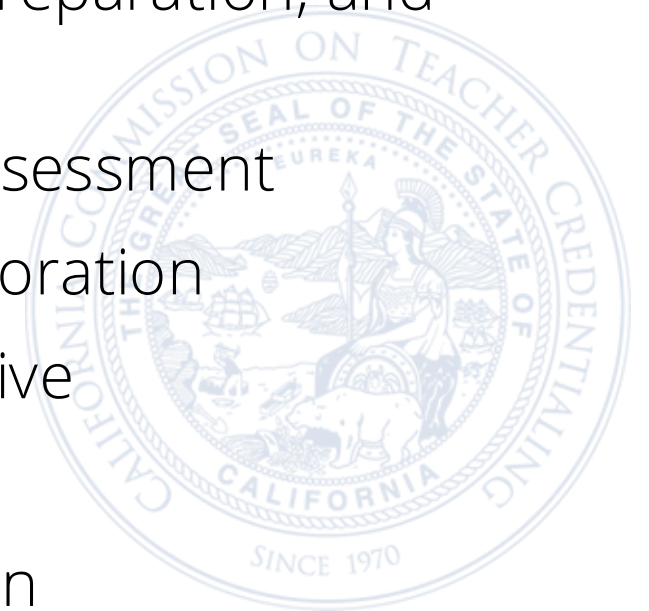 reparation, and
ssessment
oration
ive
n
CALIFORNIA COMMISSION ON TEACHER CREDENTIALING
THE GREAT SEAL OF THE STATE OF
CALIFORNIA
EUREKA
SINCE 1970